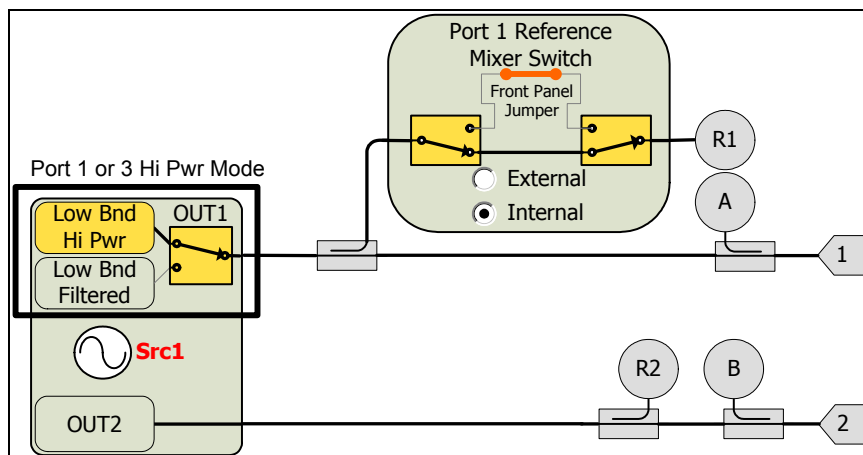 Port 1 Reference
Mixer Switch
Front Panel
Jumper
R1
External
Internal
A
1
Port 1 or 3 Hi Pwr Mode
Low Bnd
Hi Pwr
OUT1
Low Bnd
Filtered
Src1
OUT2
R2
B
2